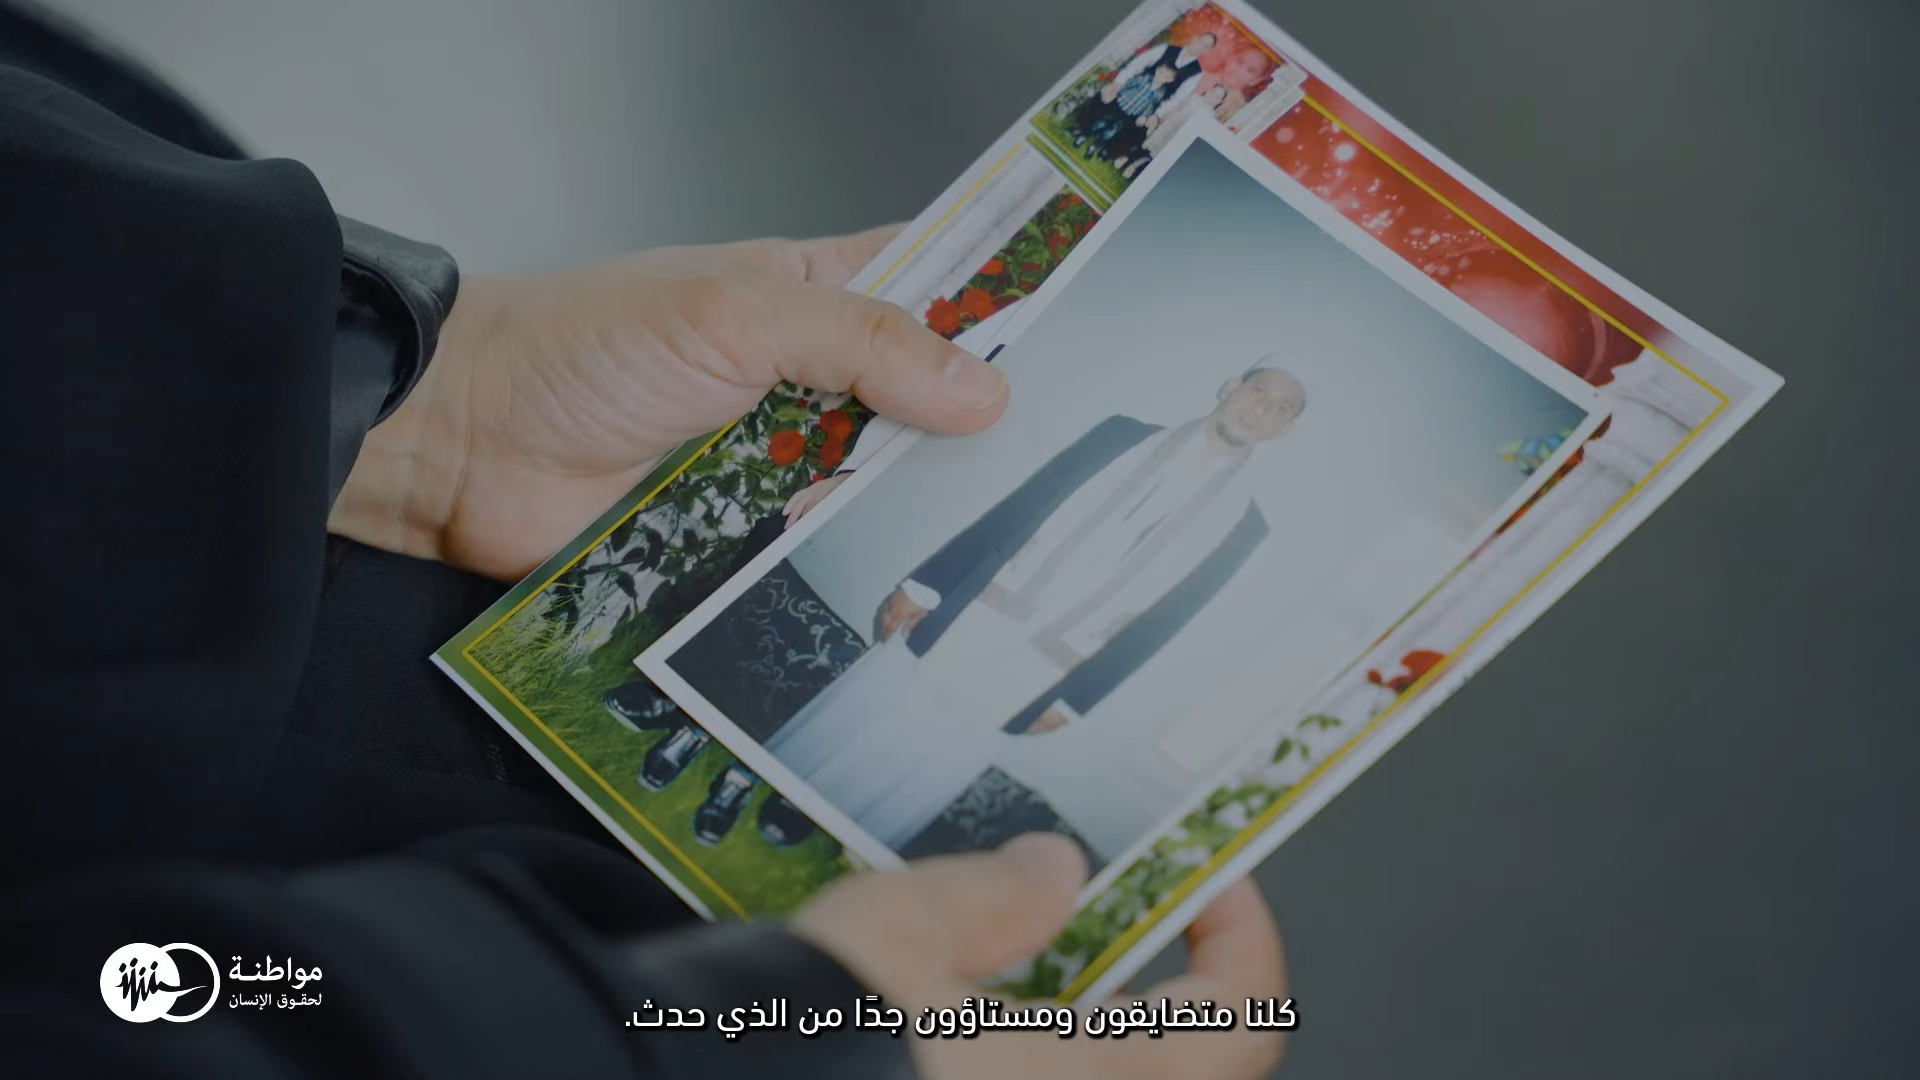 مواطنة
لحقوق الإنسان
كلنا متضايقون ومستاؤون جدًا من الذي حدث.